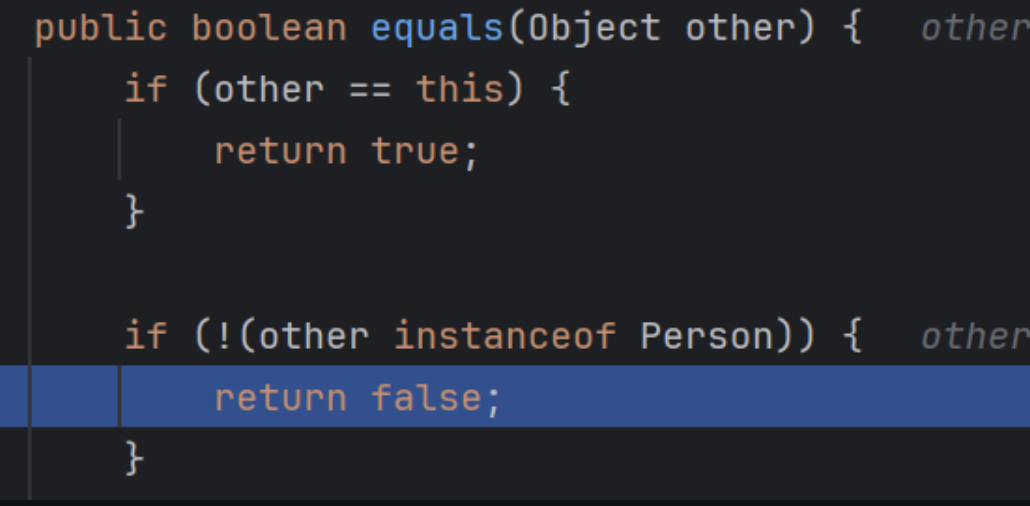 public boolean equals(Object other) { other
if (other == this) {
return true;
}
if (!(other instanceof Person)) { other
return false;
}